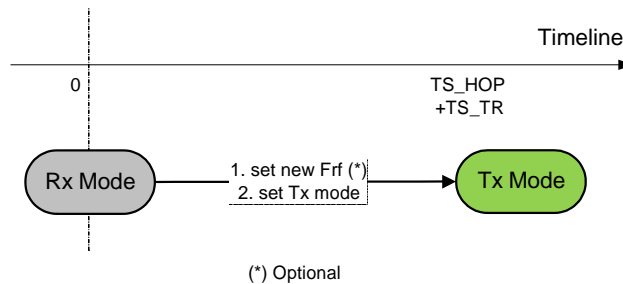 Timeline
0
TS_HOP
+TS_TR
Rx Mode
1. set new Frf (*)
2. set Tx mode
Tx Mode
(*) Optional